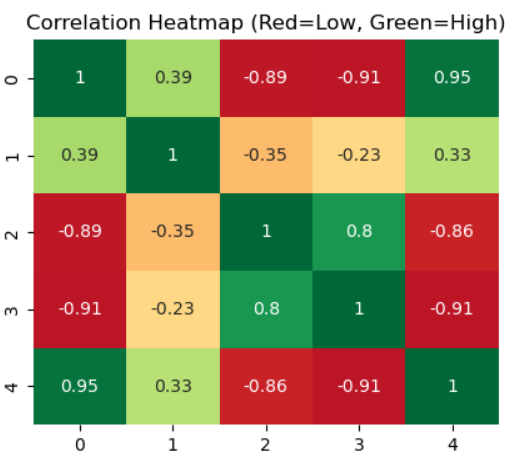 Correlation Heatmap (Red=Low, Green=High)
0 1 0.39 -0.89 -0.91 0.95
1 0.39 1 -0.35 -0.23 0.33
2 -0.89 -0.35 1 0.8 -0.86
3 -0.91 -0.23 0.8 1 -0.91
4 0.95 0.33 -0.86 -0.91 1
0 1 2 3 4